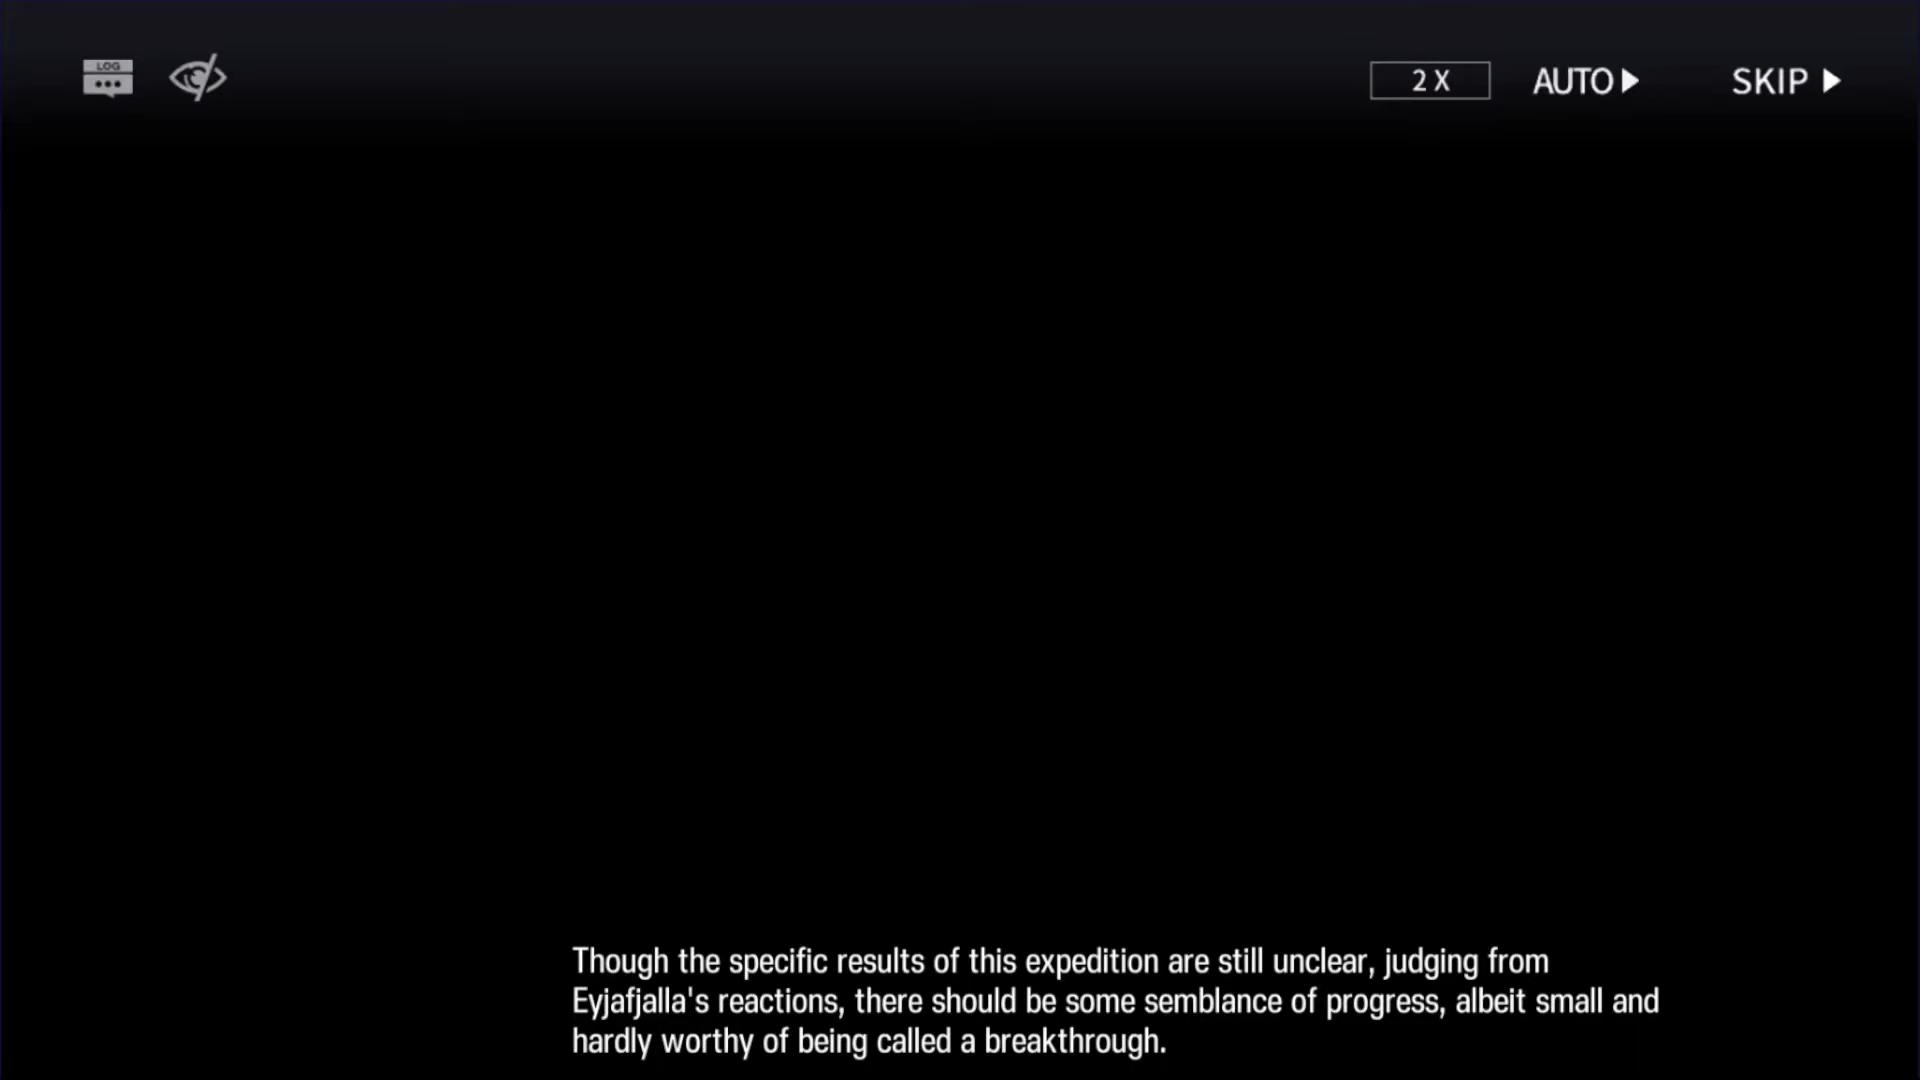 LOG
2 X AUTO SKIP
Though the specific results of this expedition are still unclear, judging from
Eyjafjalla's reactions, there should be some semblance of progress, albeit small and
hardly worthy of being called a breakthrough.